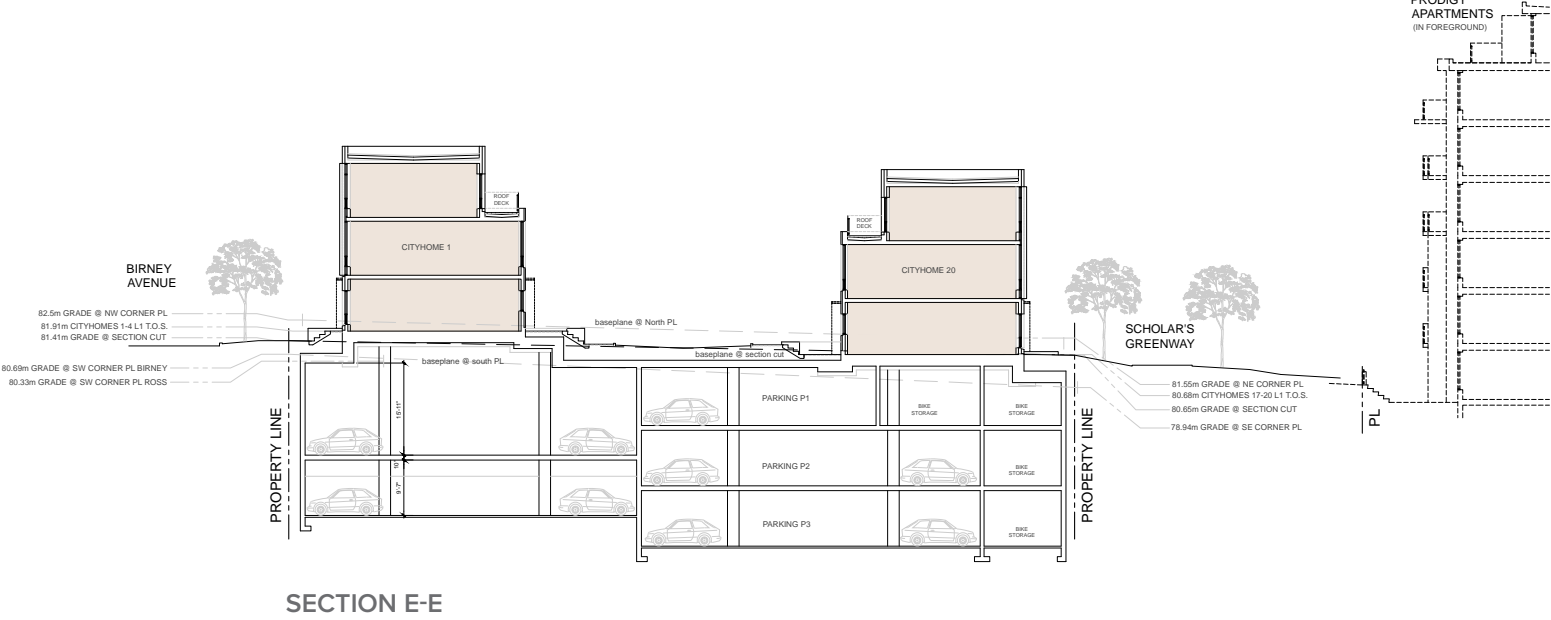 PRODIGY
APARTMENTS
(IN FOREGROUND)
ROOF
DECK
CITYHOME 1
ROOF
DECK
CITYHOME 20
BIRNEY
AVENUE
82.5m GRADE @ NW CORNER PL
81.91m CITYHOMES 1-4 L1 T.O.S.
81.41m GRADE @ SECTION CUT
80.69m GRADE @ SW CORNER PL BIRNEY
80.33m GRADE @ SW CORNER PL ROSS
baseplane @ North PL
baseplane @ section cut
baseplane @ south PL
SCHOLAR'S
GREENWAY
81.55m GRADE @ NE CORNER PL
80.68m CITYHOMES 17-20 L1 T.O.S.
80.65m GRADE @ SECTION CUT
78.94m GRADE @ SE CORNER PL
PL
PROPERTY LINE
15'-11"
10"
9'-7"
PARKING P1
BIKE
STORAGE
BIKE
STORAGE
PARKING P2
BIKE
STORAGE
PARKING P3
BIKE
STORAGE
PROPERTY LINE
SECTION E-E